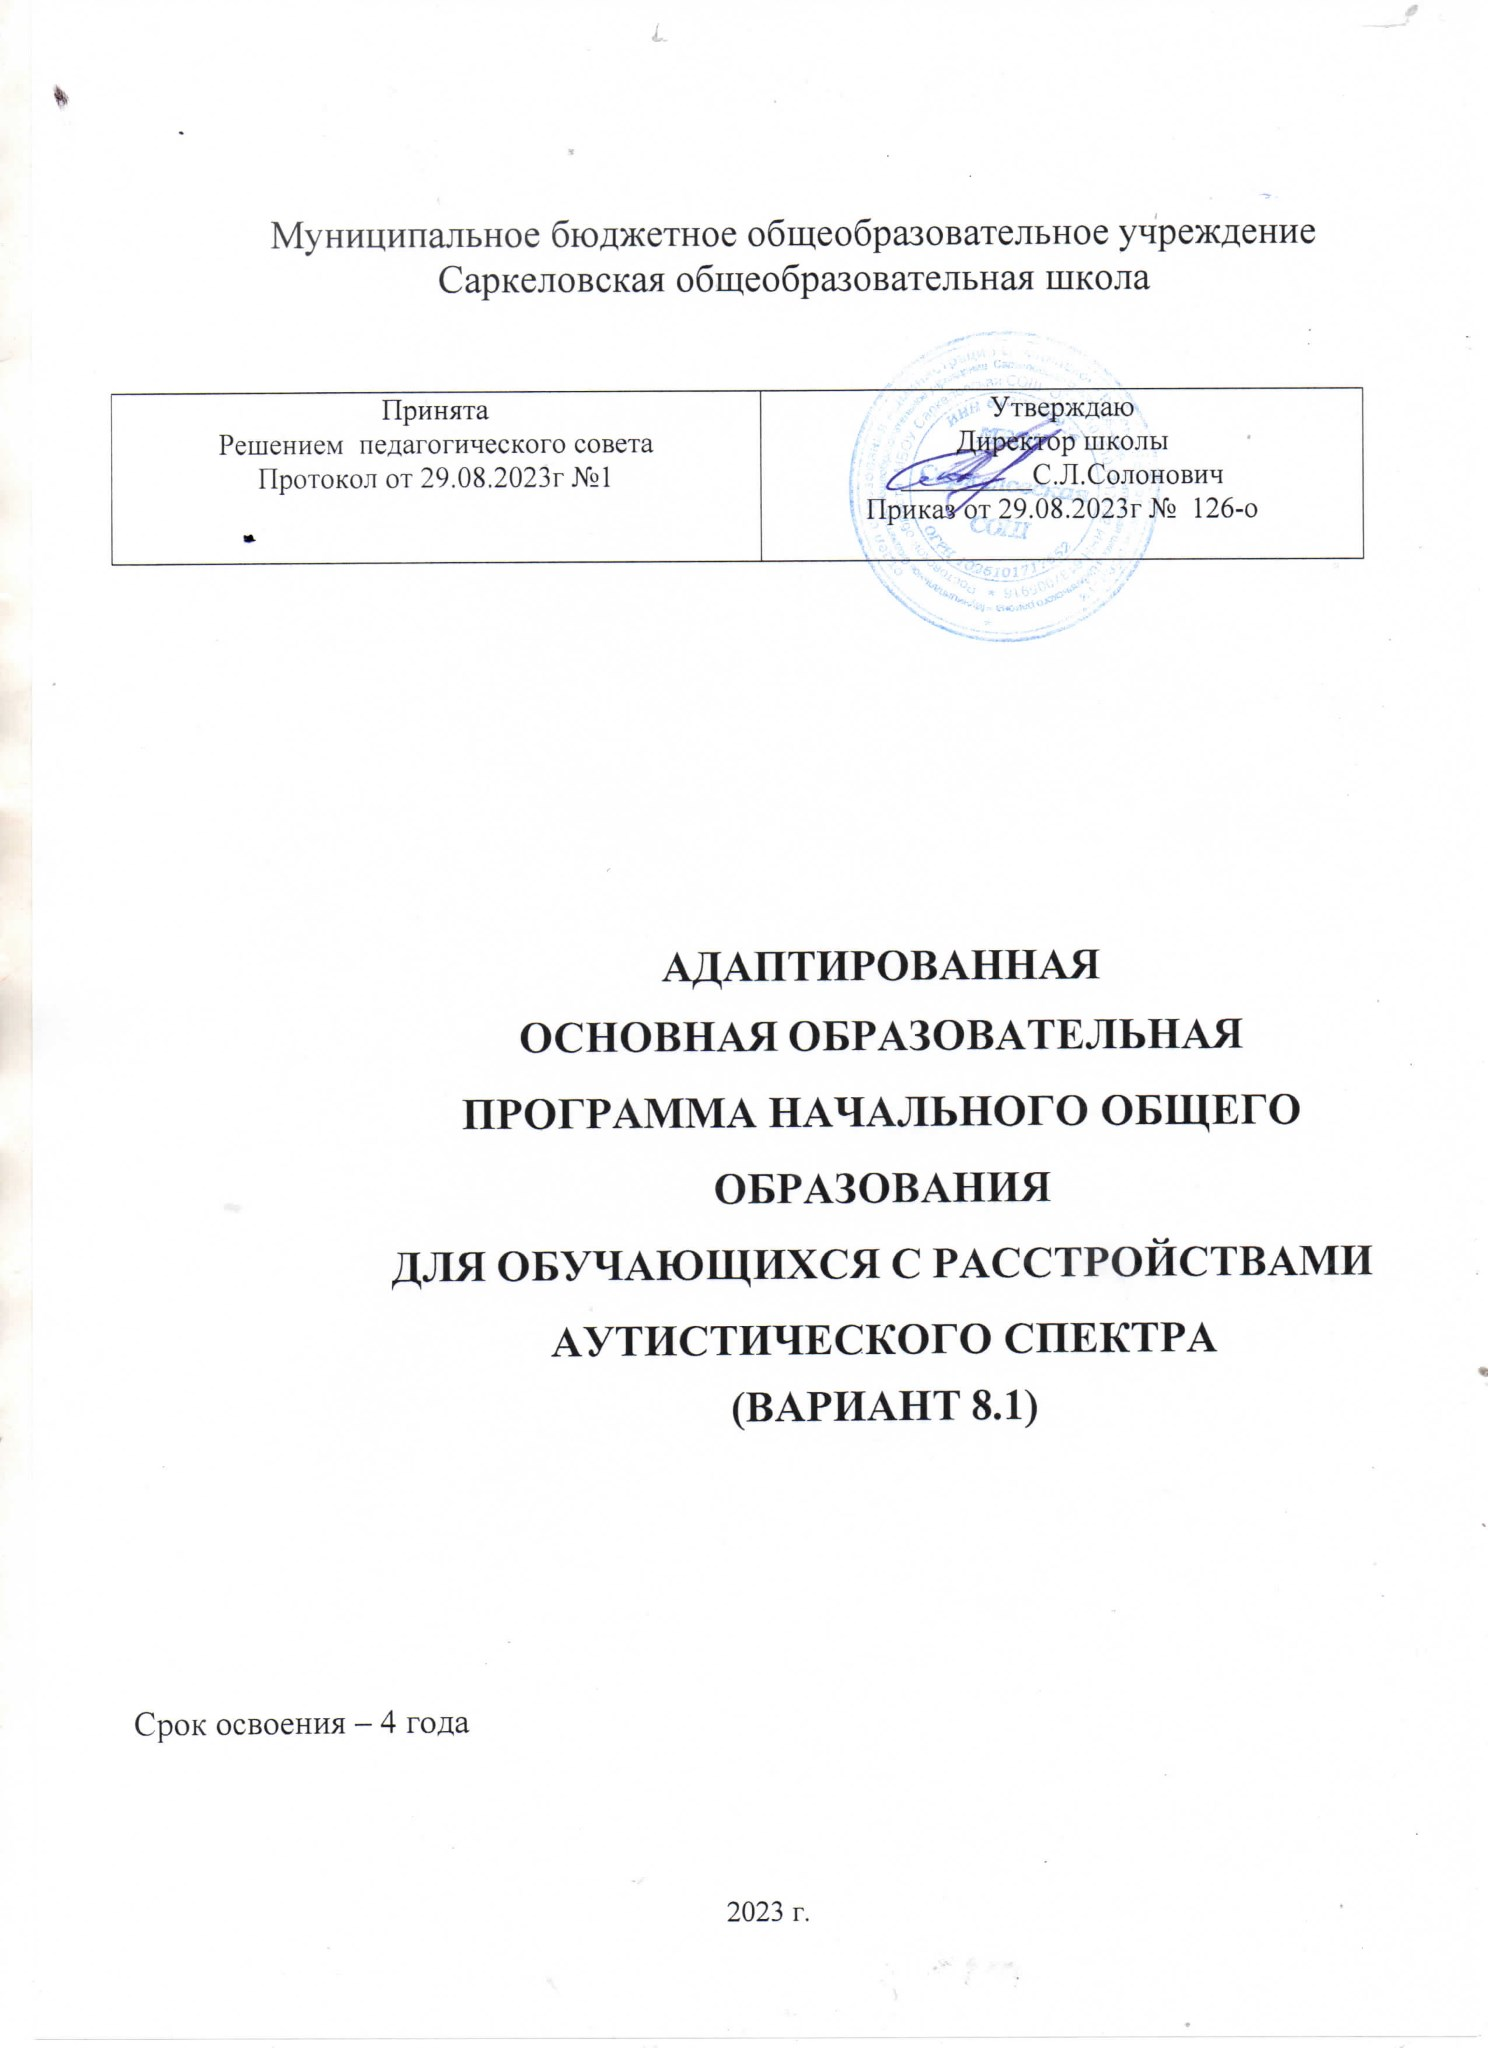 Муниципальное бюджетное общеобразовательное учреждение
Саркеловская общеобразовательная школа
Принята
Решением педагогического совета
Протокол от 29.08.2023г №1
Утверждаю
Директор школы
__________С.Л.Солонович
Приказ от 29.08.2023г № 126-о
СОШ
АДАПТИРОВАННАЯ
ОСНОВНАЯ ОБРАЗОВАТЕЛЬНАЯ
ПРОГРАММА НАЧАЛЬНОГО ОБЩЕГО
ОБРАЗОВАНИЯ
ДЛЯ ОБУЧАЮЩИХСЯ С РАССТРОЙСТВАМИ
АУТИСТИЧЕСКОГО СПЕКТРА
(ВАРИАНТ 8.1)
Срок освоения – 4 года
2023 г.